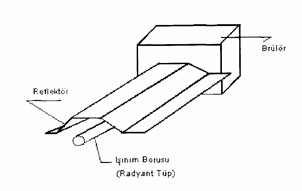 Brülör
Reflektör
Işınım Borusu
(Radyant Tüp)